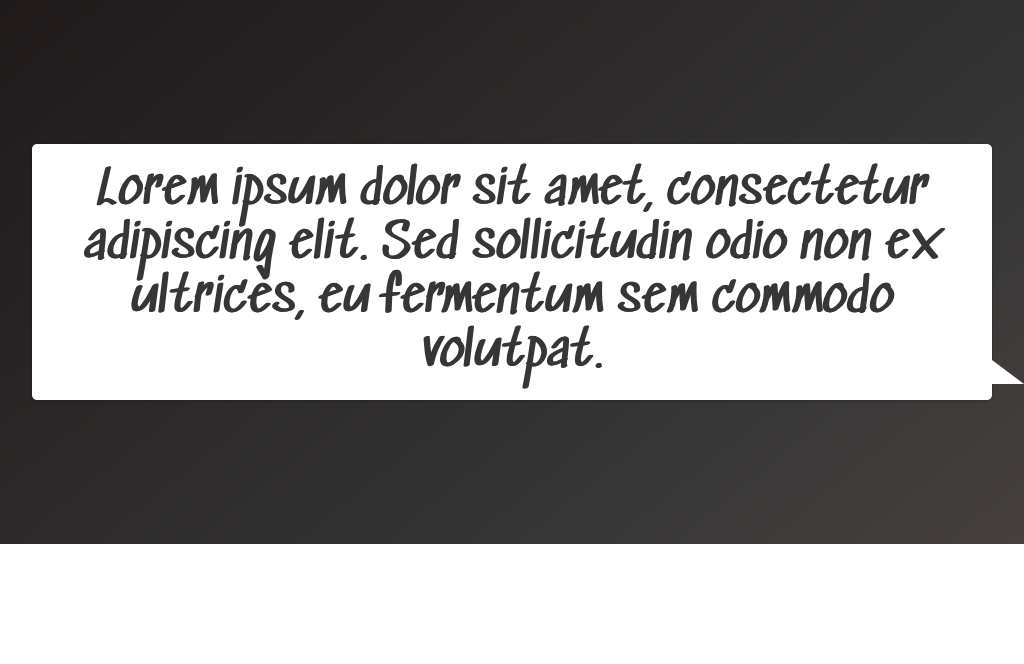 Lorem ipsum dolor sit amet, consectetur
adipiscing elit. Sed sollicitudin odio non ex
ultrices, eu fermentum sem commodo
volutpat.